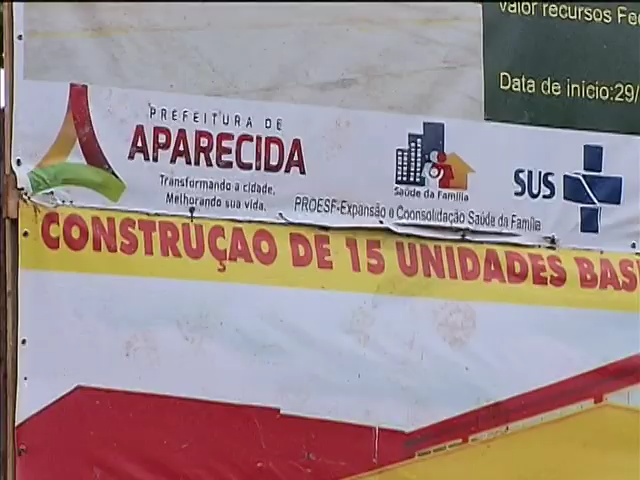 Valor recursos Fe
Data de inicio:29/
PREFEITURA DE
APARECIDA
Transformando a cidade,
Melhorando sua vida.
Saúde da Família
PROESF-Expansão e Coonsolidação Saúde da Família
SUS
CONSTRUÇAO DE 15 UNIDADES BAS